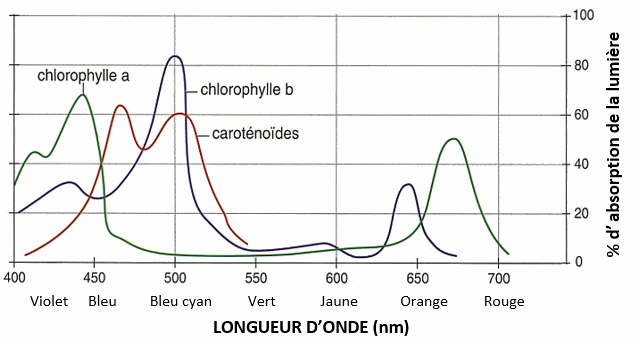 100
chlorophylle a
80
chlorophylle b
60
caroténoïdes
40
20
0
% d' absorption de la lumière
400 450 500 550 600 650 700
Violet Bleu Bleu cyan Vert Jaune Orange Rouge
LONGUEUR D'ONDE (nm)